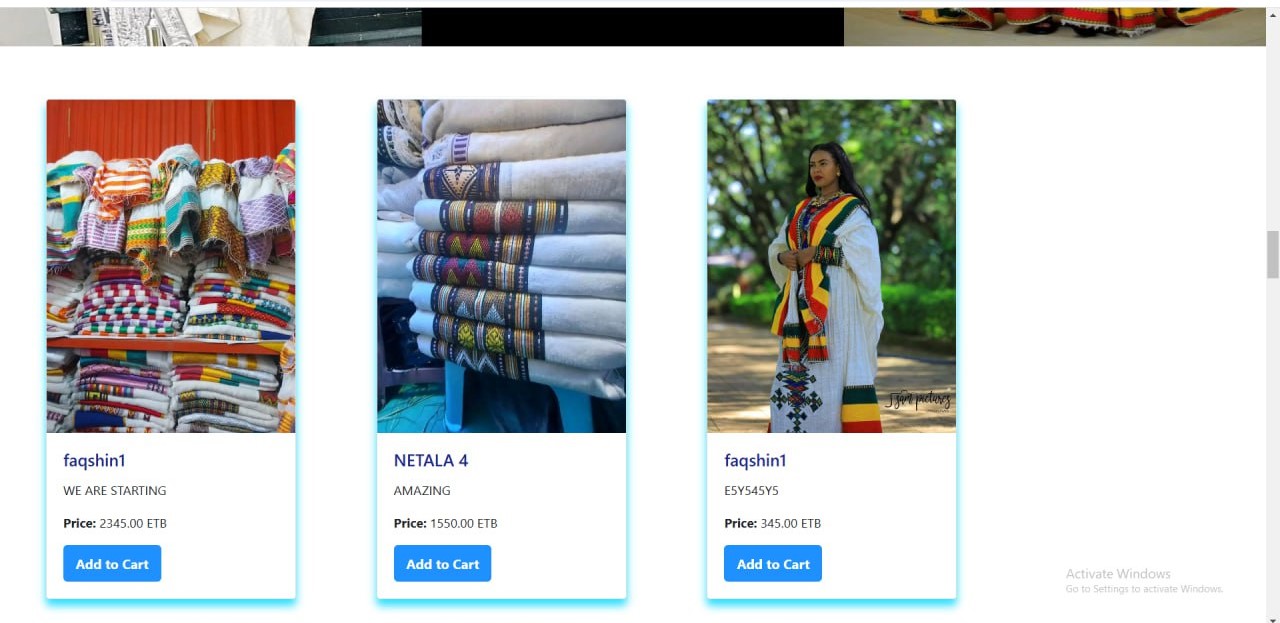 Szart pictures
faqshin1
WE ARE STARTING
Price: 2345.00 ETB
Add to Cart
NETALA 4
AMAZING
Price: 1550.00 ETB
Add to Cart
faqshin1
E5Y545Y5
Price: 345.00 ETB
Add to Cart
Activate Windows
Go to Settings to activate Windows.